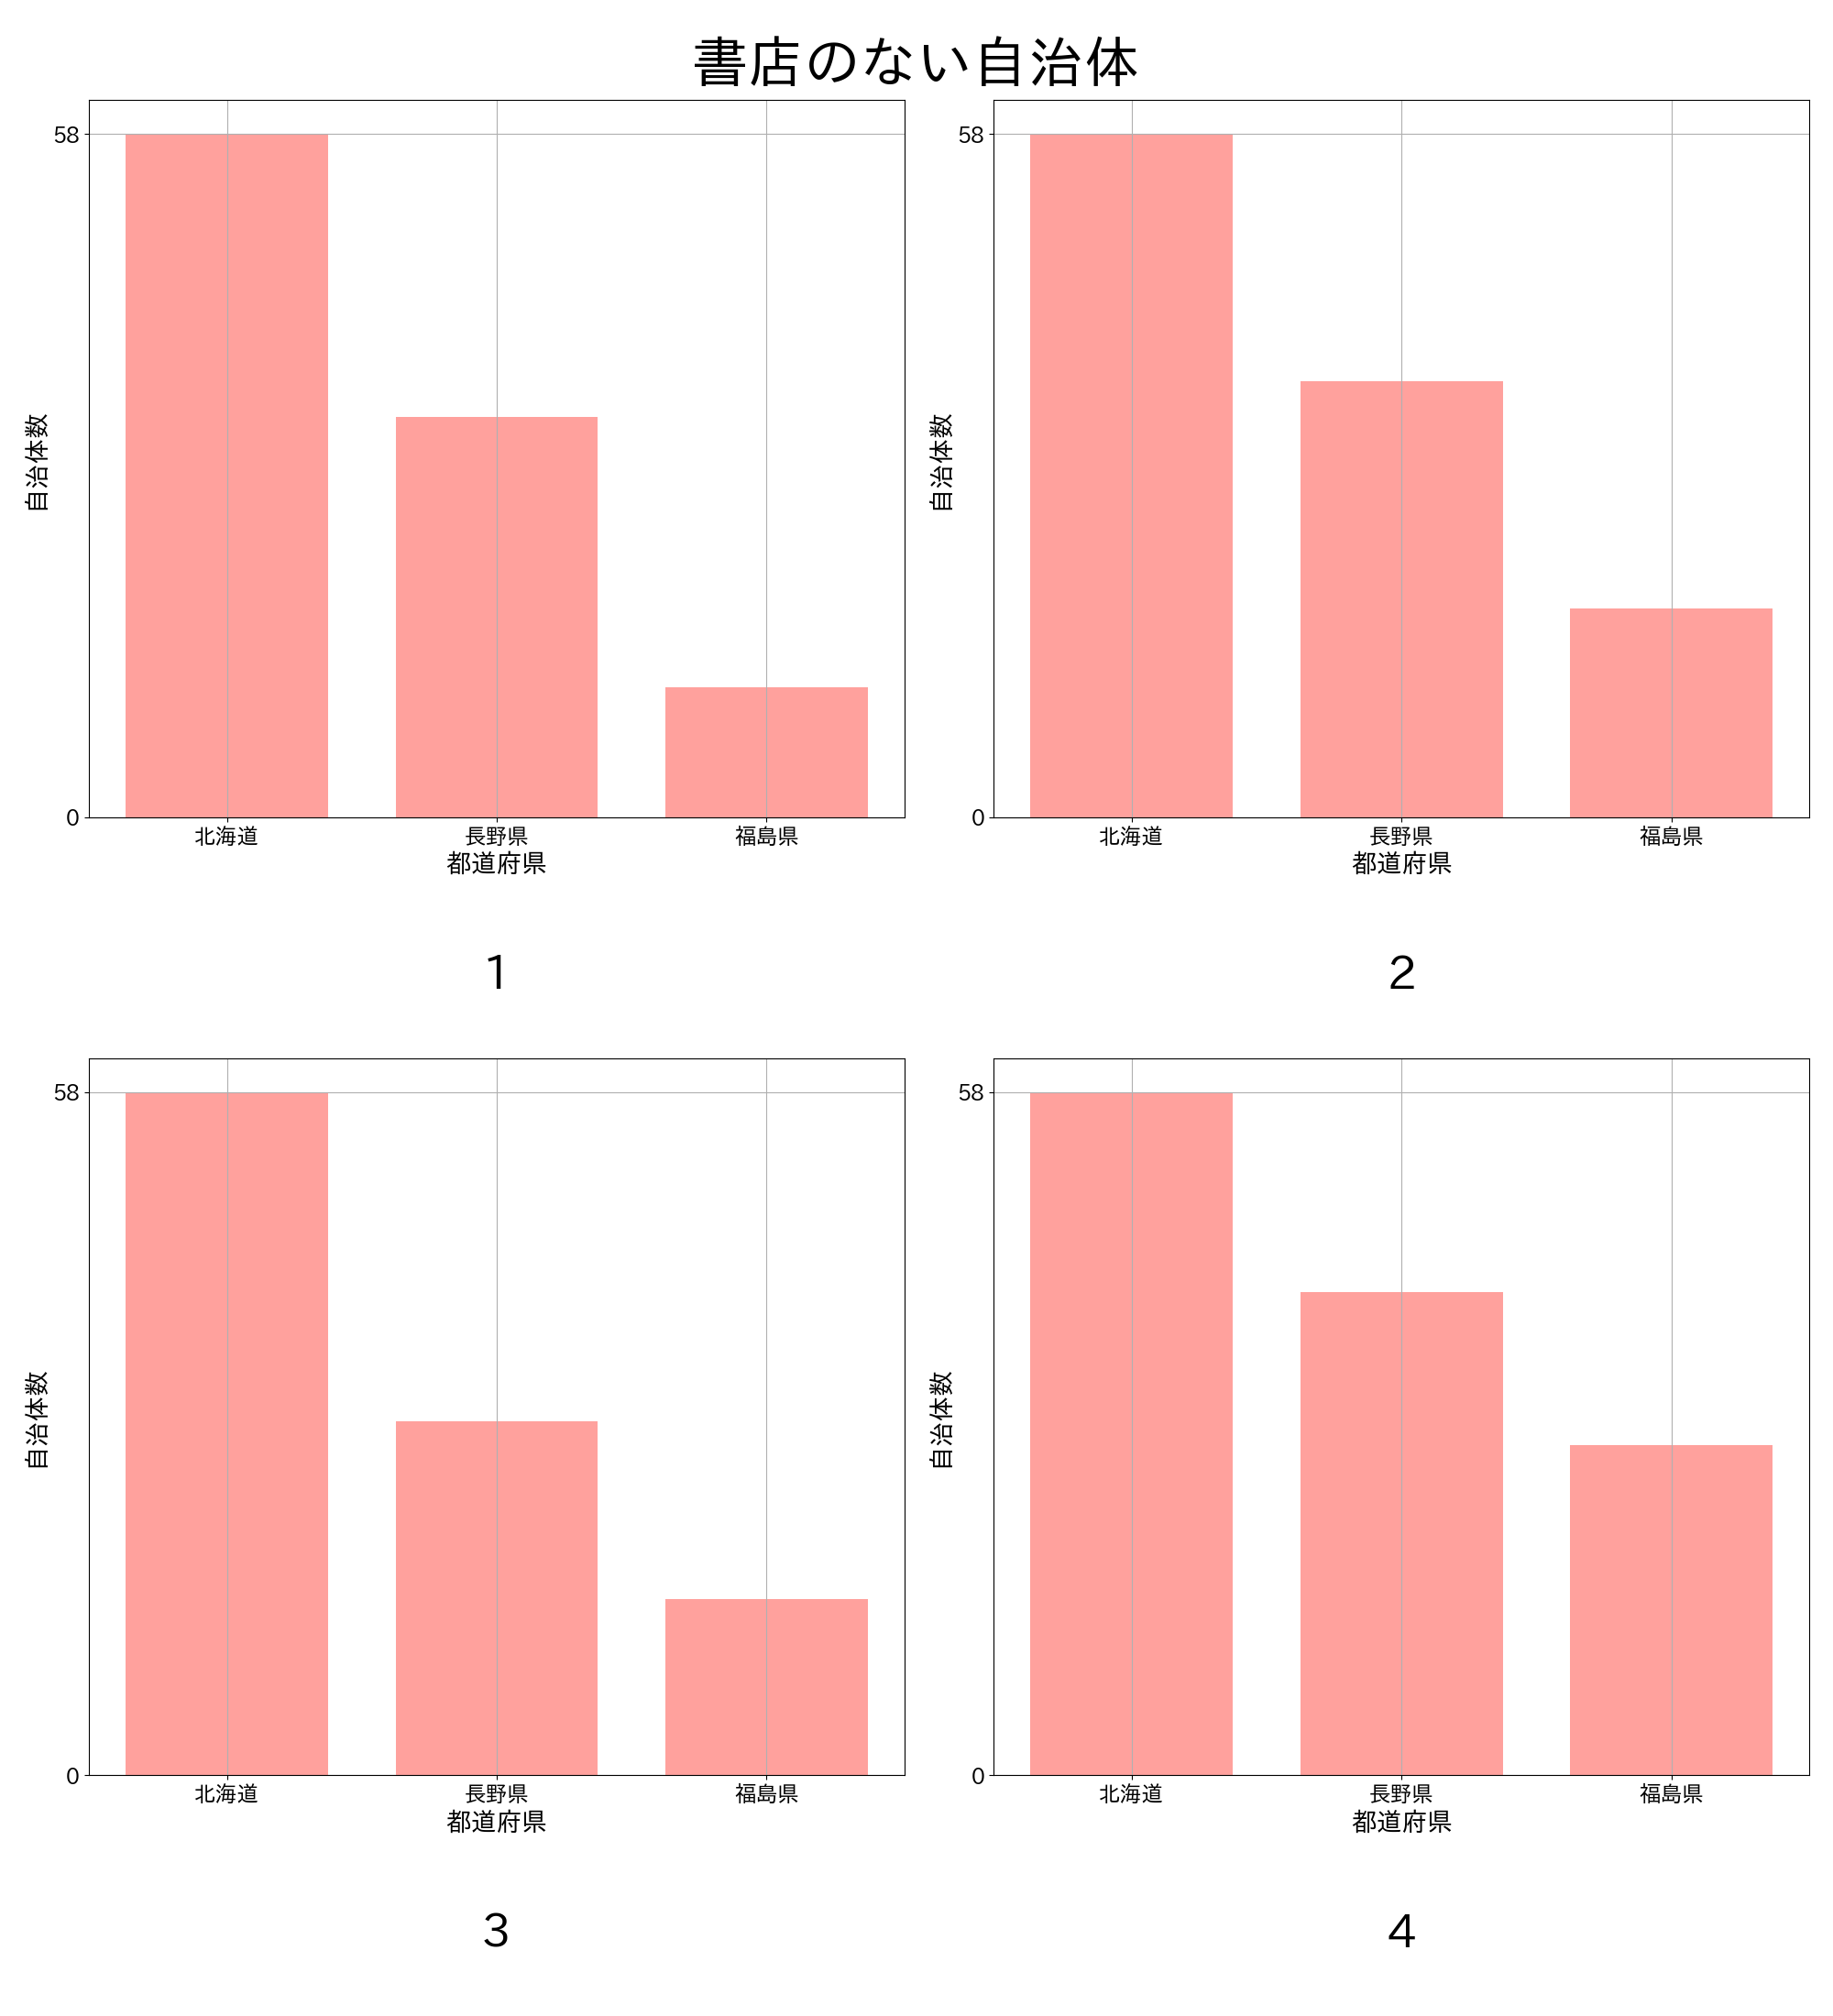 書店のない自治体
58
0
自治体数
北海道 長野県 福島県
都道府県
1
58
0
自治体数
北海道 長野県 福島県
都道府県
2
58
0
自治体数
北海道 長野県 福島県
都道府県
3
58
0
自治体数
北海道 長野県 福島県
都道府県
4